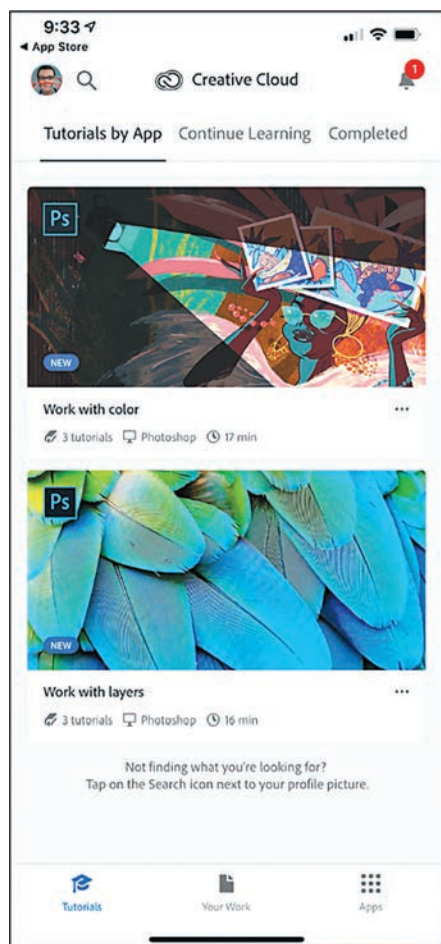 9:33
◀ App Store
Creative Cloud
1
Tutorials by App Continue Learning Completed
Ps
NEW
Work with color ...
3 tutorials Photoshop 17 min
Ps
NEW
Work with layers ...
3 tutorials Photoshop 16 min
Not finding what you're looking for?
Tap on the Search icon next to your profile picture.
Tutorials Your Work Apps